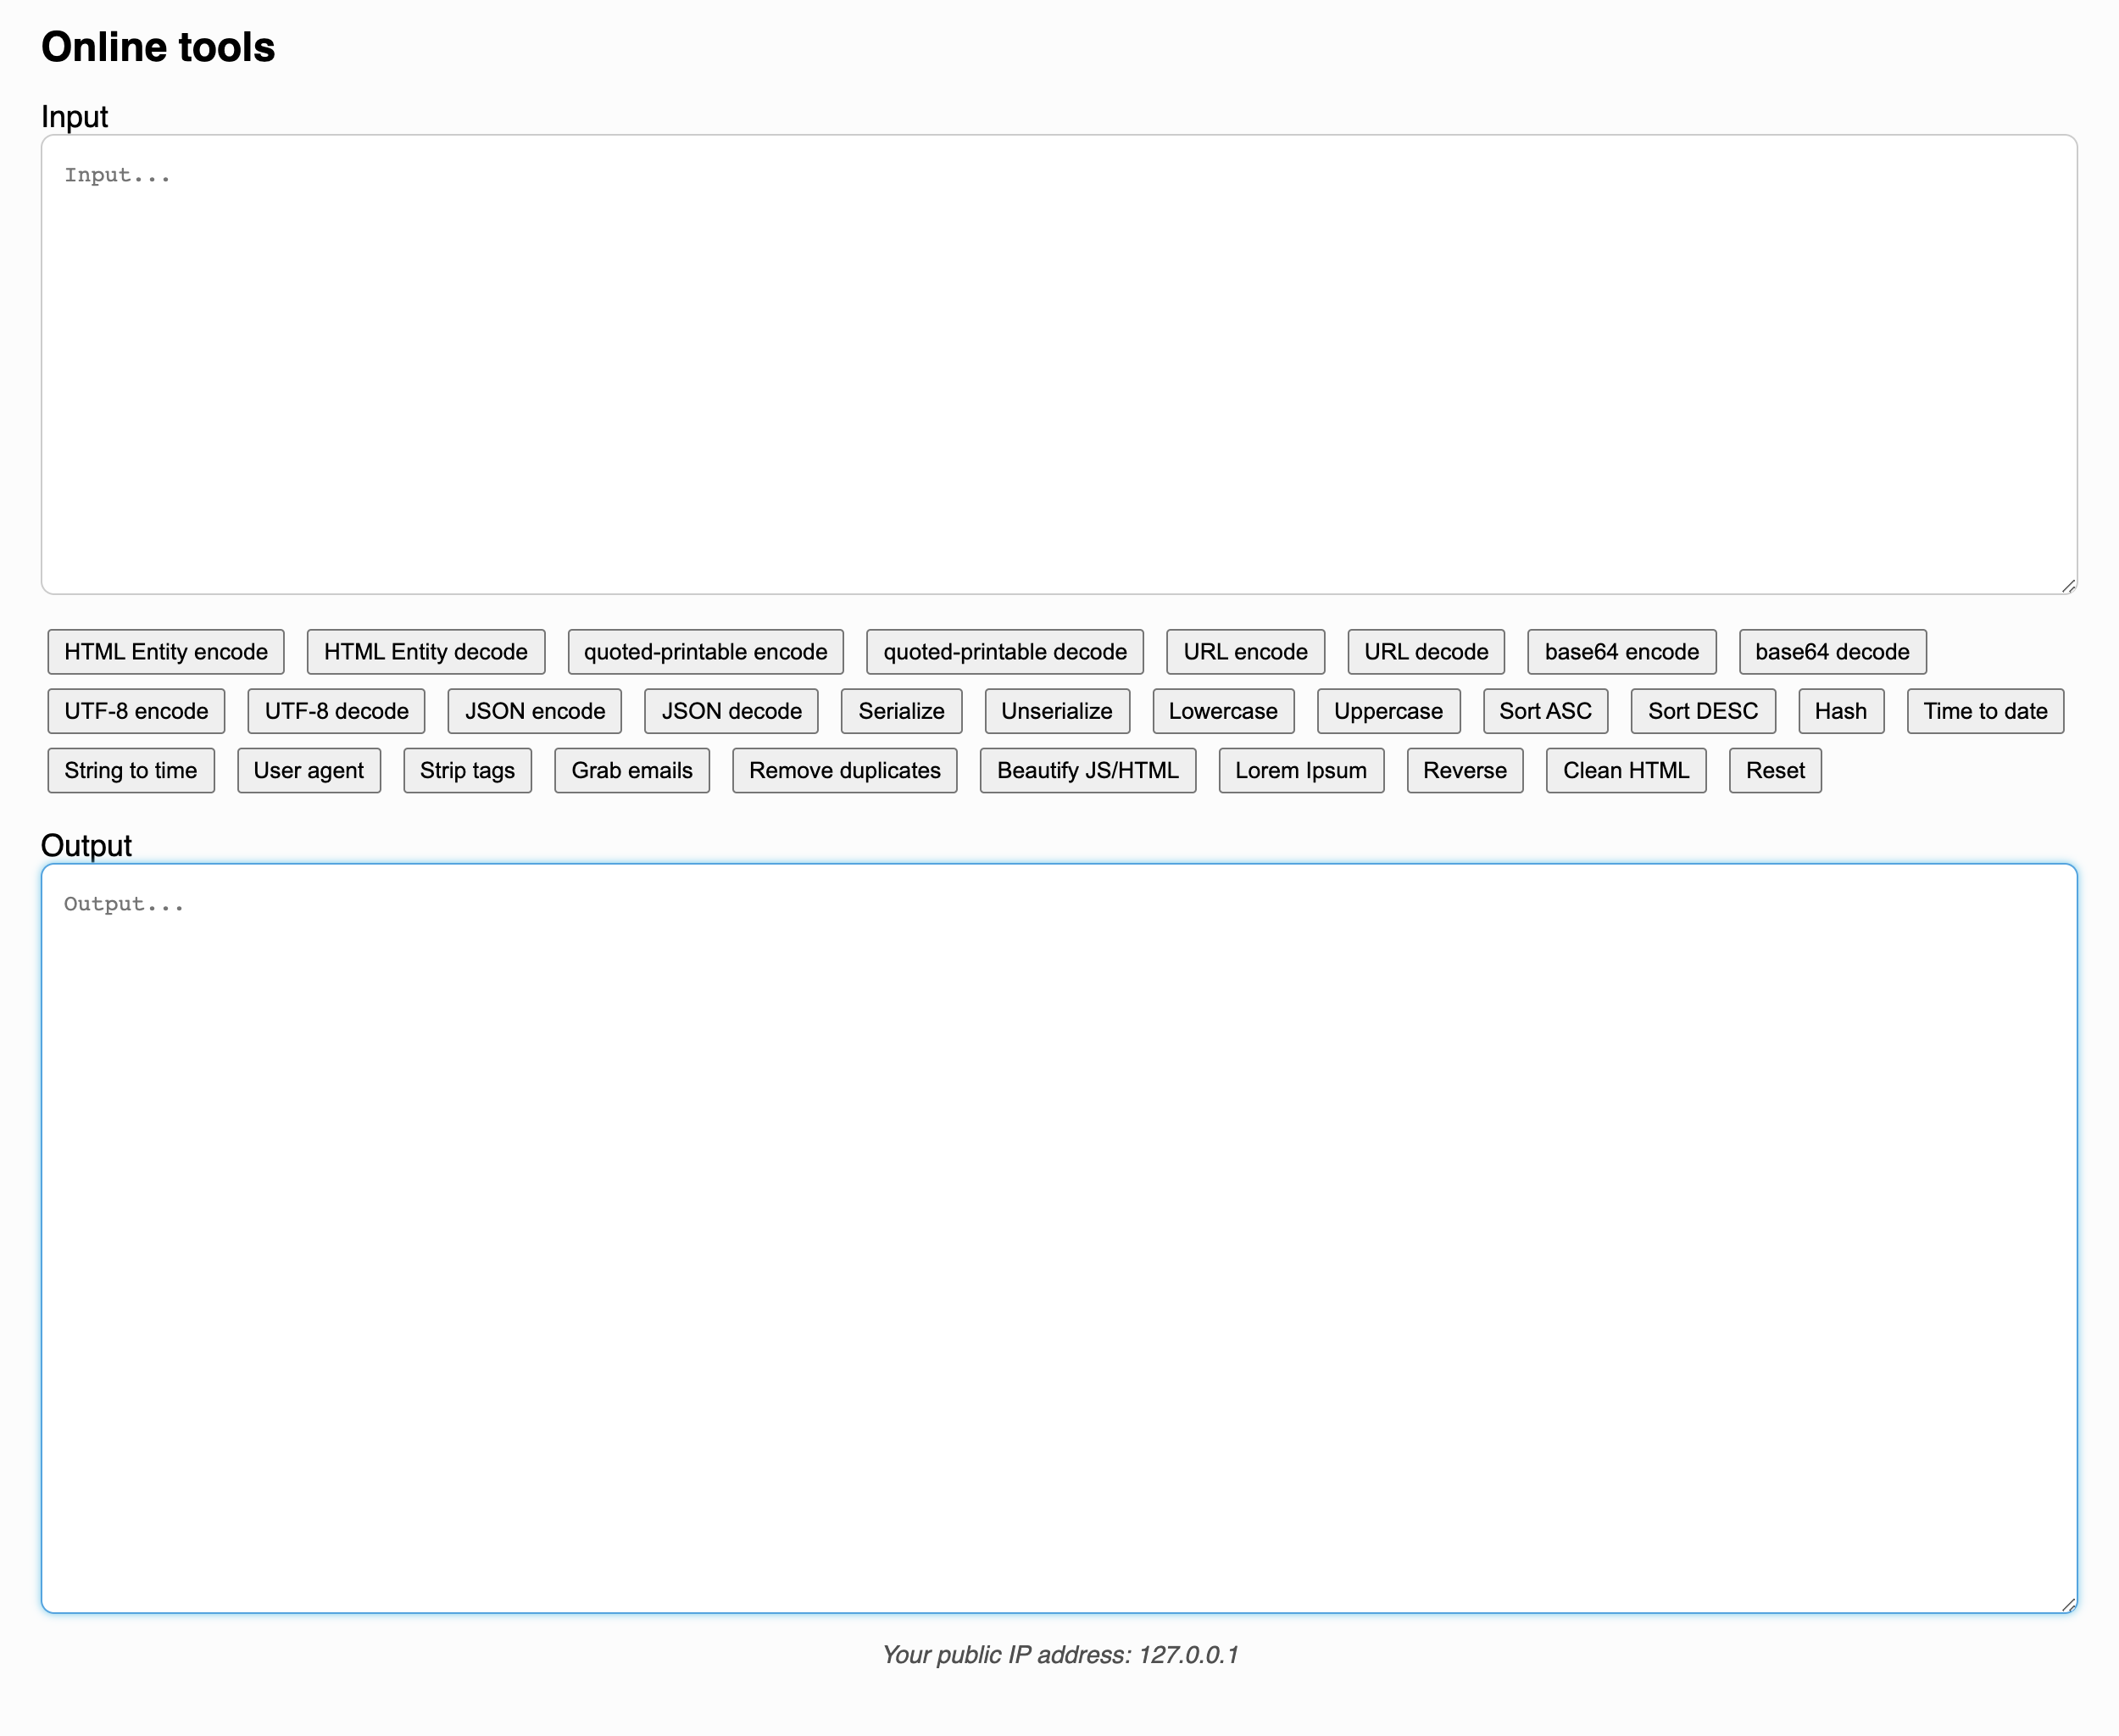 Online tools
Input
Input...
HTML Entity encode HTML Entity decode quoted-printable encode quoted-printable decode URL encode URL decode base64 encode base64 decode
UTF-8 encode UTF-8 decode JSON encode JSON decode Serialize Unserialize Lowercase Uppercase Sort ASC Sort DESC Hash Time to date
String to time User agent Strip tags Grab emails Remove duplicates Beautify JS/HTML Lorem Ipsum Reverse Clean HTML Reset
Output
Output...
Your public IP address: 127.0.0.1